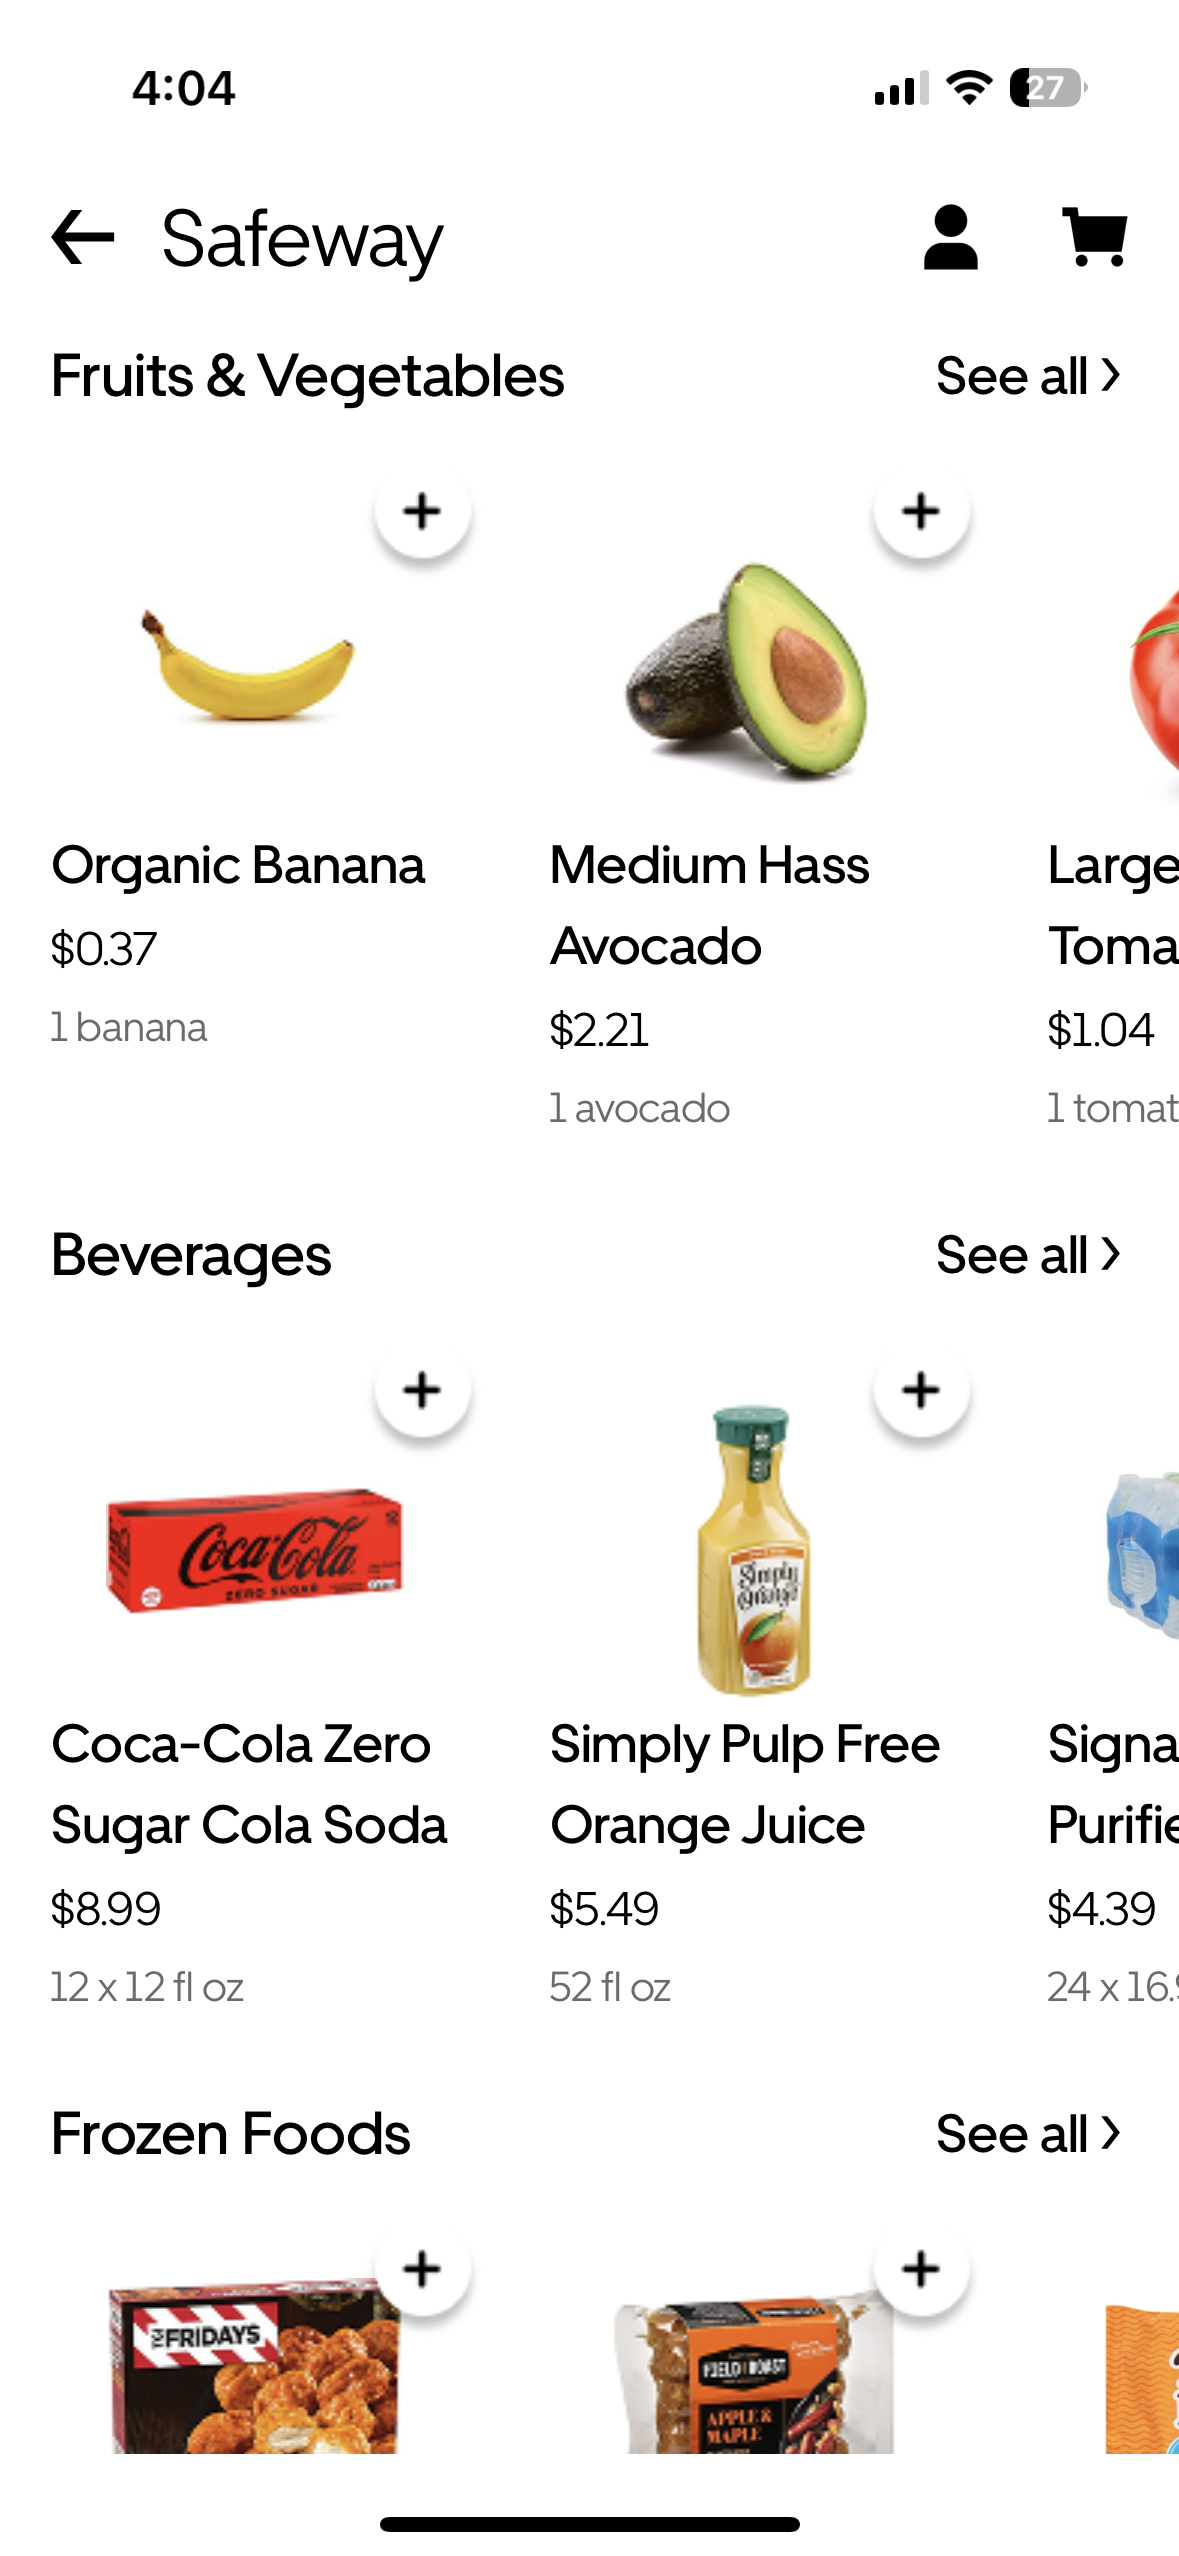 4:04
27
Safeway
Fruits & Vegetables
See all
Organic Banana
$0.37
1 banana
Medium Hass
Avocado
$2.21
1 avocado
Large
Toma
$1.04
1 tomat
Beverages
See all
Coca-Cola
ZERO SUGAR
Simply
Orange
Coca-Cola Zero
Sugar Cola Soda
$8.99
12 x 12 fl oz
Simply Pulp Free
Orange Juice
$5.49
52 fl oz
Signa
Purifie
$4.39
24 x 16.9
Frozen Foods
See all
FRIDAYS
FIELD ROAST
APPLE &
MAPLE